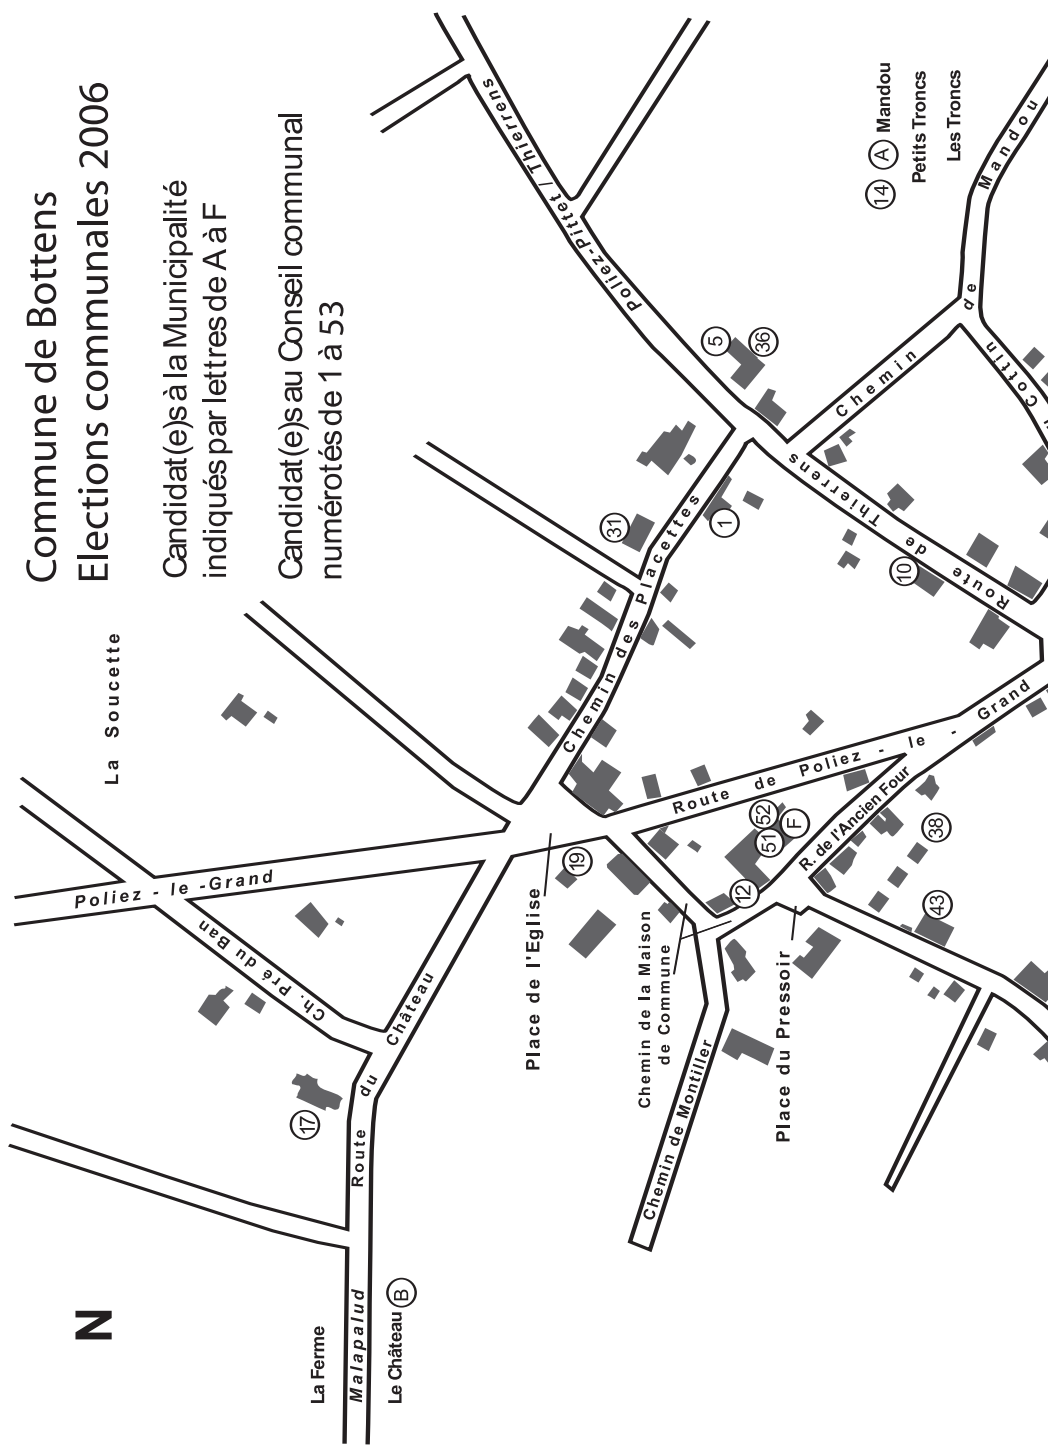 Commune de Bottens
Elections communales 2006
Candidat(e)s à la Municipalité
indiqués par lettres de A à F
Candidat(e)s au Conseil communal
numérotés de 1 à 53
N
La Soucette
Poliez - le - Grand
Ch. Pré du Ban
17
Route du Château
La Ferme
Malapalud
Le Château B
Poliez-Pittet / Thierrens
31
Chemin des Placettes
1
5
36
14 A Mandou
Petits Troncs
Les Troncs
Chemin de Mandou
Cottin
Route de Thierrens
10
19
Place de l'Eglise
Route de Poliez - le - Grand
52
51
F
12
R. de l'Ancien Four
38
43
Chemin de la Maison
de Commune
Chemin de Montiller
Place du Pressoir